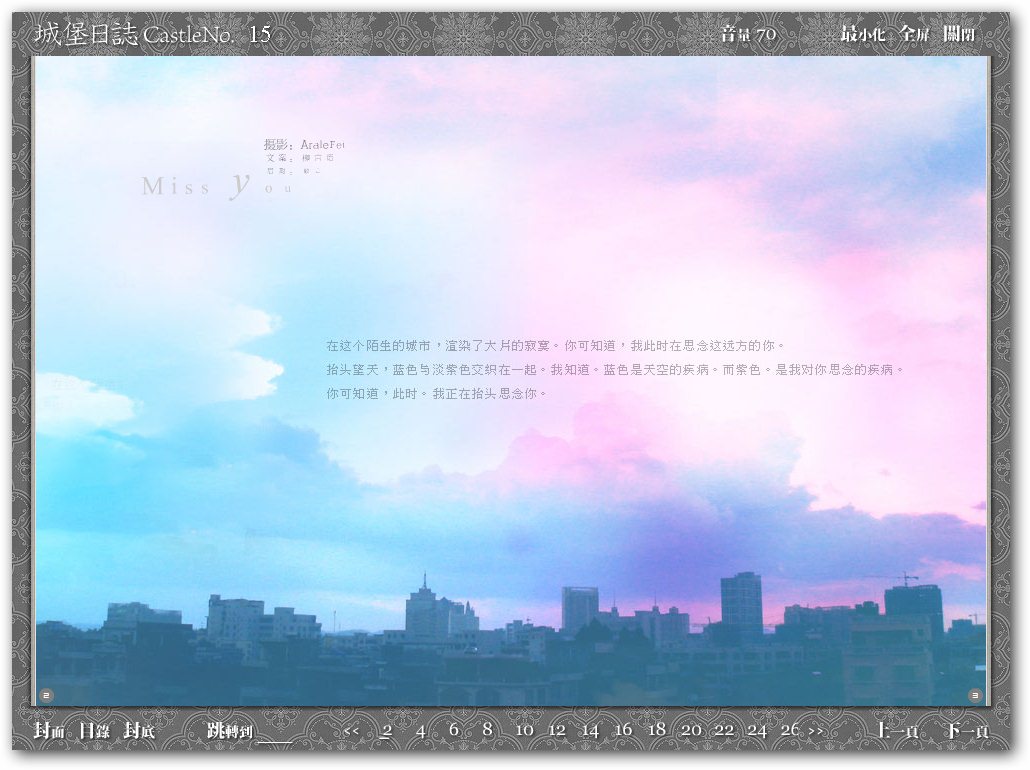 城堡日誌 CastleNo. 15
音量 70 最小化 全屏 關閉
摄影：AraleFei
文案：柳
Miss you
在这个陌生的城市，渲染了大片的寂寞。你可知道，我此时在思念这远方的你。
抬头望天，蓝色与淡紫色交织在一起。我知道。蓝色是天空的疾病。而紫色。是我对你思念的疾病。
你可知道，此时。我正在抬头思念你。
2 3
封面 目錄 封底 跳轉到 << 2 4 6 8 10 12 14 16 18 20 22 24 26 >> 上一頁 下一頁